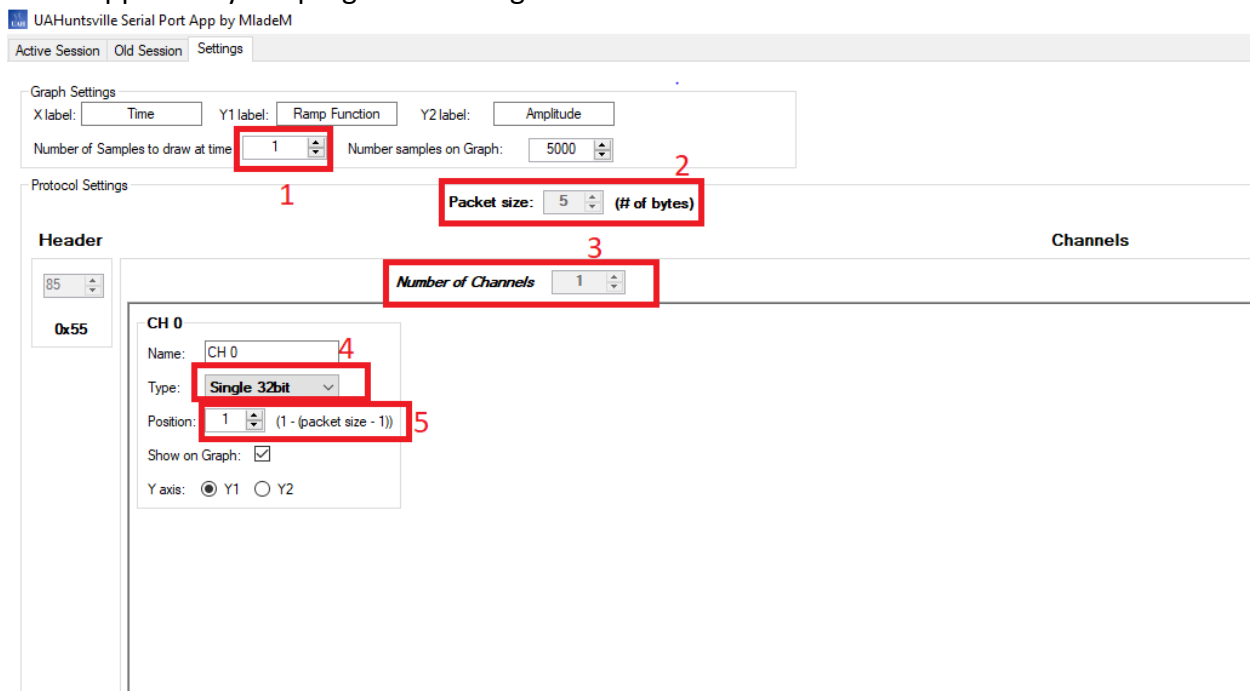 UAHuntsville Serial Port App by MladeM
Active Session Old Session Settings
Graph Settings
X label: Time Y1 label: Ramp Function Y2 label: Amplitude
Number of Samples to draw at time 1 Number samples on Graph: 5000
2
Protocol Settings
1
Packet size: 5 (# of bytes)
Header
Channels
3
85
Number of Channels 1
0x55
CH 0
Name: CH 0
4
Type: Single 32bit
Position: 1 (1 - (packet size - 1))
5
Show on Graph:
Y axis: Y1 Y2